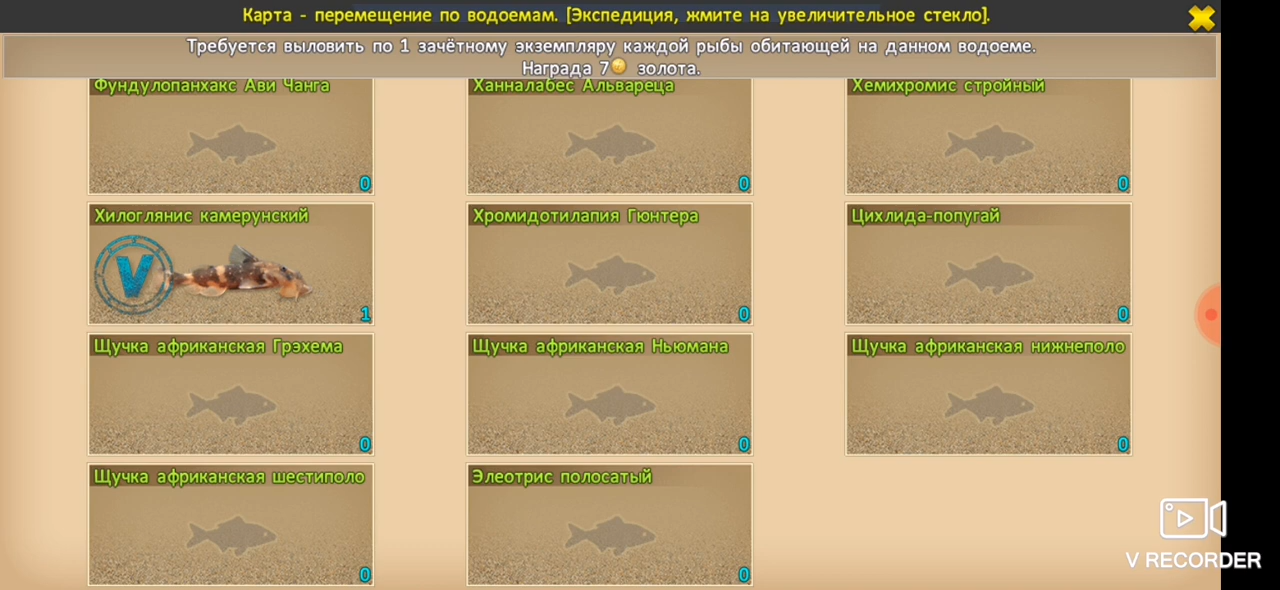 Карта - перемещение по водоемам. [Экспедиция, жмите на увеличительное стекло].
Требуется выловить по 1 зачётному экземпляру каждой рыбы обитающей на данном водоеме.
Награда 7 золота.
Фундулопанхакс Ави Чанга
Ханналабес Альвареца
Хемихромис стройный
0
0
0
Хилоглянис камерунский
Хромидотилапия Гюнтера
Цихлида-попугай
V
1
0
0
Щучка африканская Грэхема
Щучка африканская Ньюмана
Щучка африканская нижнеполо
0
0
0
Щучка африканская шестиполо
Элеотрис полосатый
0
0
V RECORDER